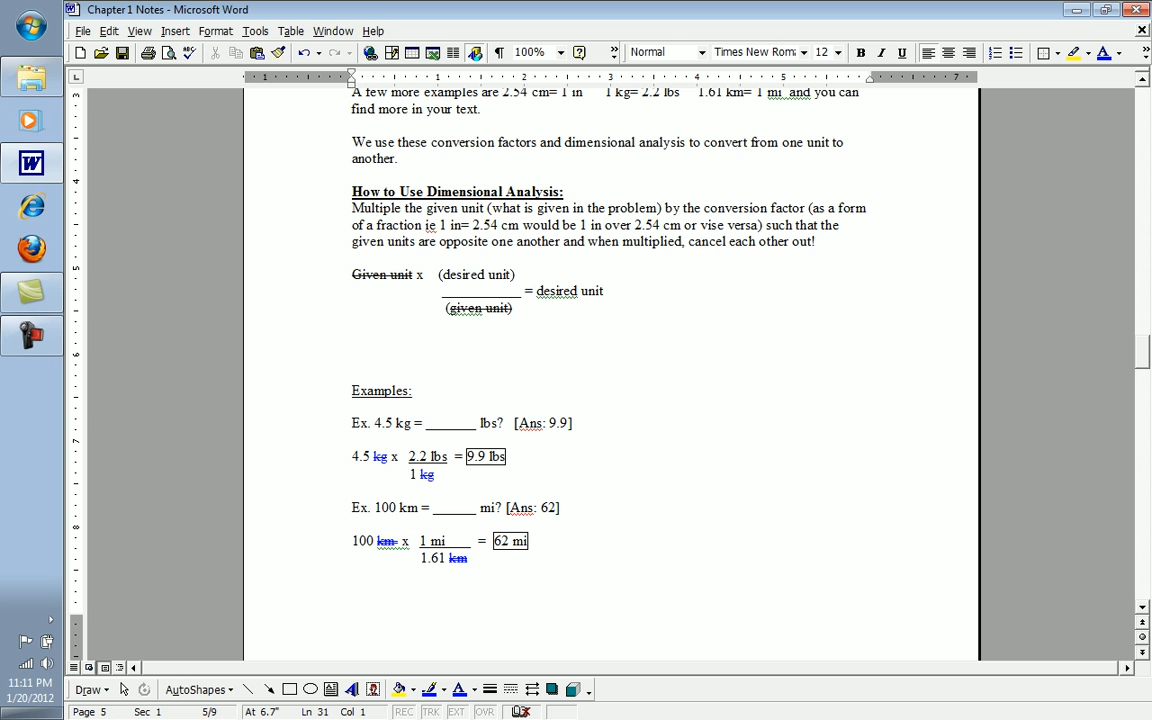 Chapter 1 Notes - Microsoft Word
File Edit View Insert Format Tools Table Window Help
100% Normal Times New Rom: 12 B I U
1 1 2 3 4 5 7
A few more examples are 2.54 cm= 1 in 1 kg= 2.2 lbs 1.61 km= 1 mi and you can
find more in your text.
We use these conversion factors and dimensional analysis to convert from one unit to
another.
How to Use Dimensional Analysis:
Multiple the given unit (what is given in the problem) by the conversion factor (as a form
of a fraction ie 1 in= 2.54 cm would be 1 in over 2.54 cm or vise versa) such that the
given units are opposite one another and when multiplied, cancel each other out!
Given unit x (desired unit)
________ = desired unit
(given unit)
Examples:
Ex. 4.5 kg = _______ lbs? [Ans: 9.9]
4.5 kg x 2.2 lbs = 9.9 lbs
1 kg
Ex. 100 km = ______ mi? [Ans: 62]
100 km x 1 mi = 62 mi
1.61 km
11:11 PM
1/20/2012
Draw AutoShapes
Page 5 Sec 1 5/9 At 6.7" Ln 31 Col 1 REC TRK EXT OVR